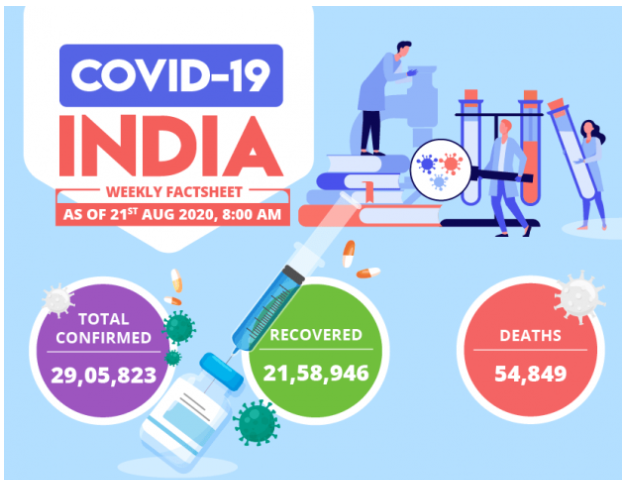 COVID-19
INDIA
WEEKLY FACTSHEET
AS OF 21ST AUG 2020, 8:00 AM
TOTAL
CONFIRMED
29,05,823
RECOVERED
21,58,946
DEATHS
54,849